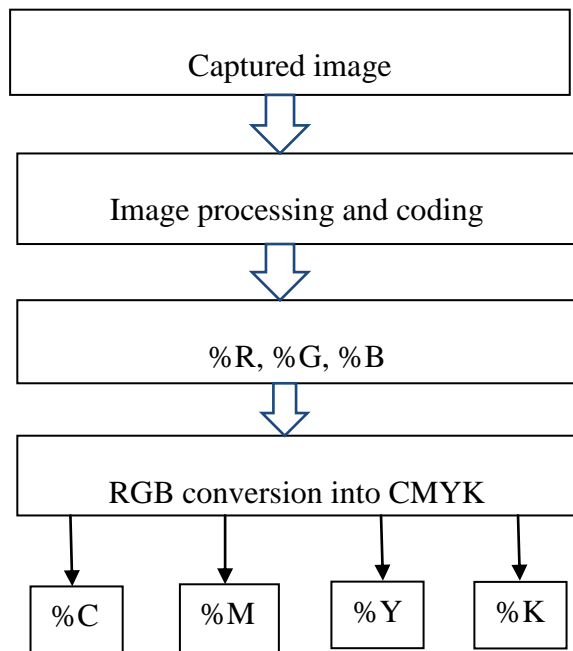 Captured image
Image processing and coding
%R, %G, %B
RGB conversion into CMYK
%C %M %Y %K